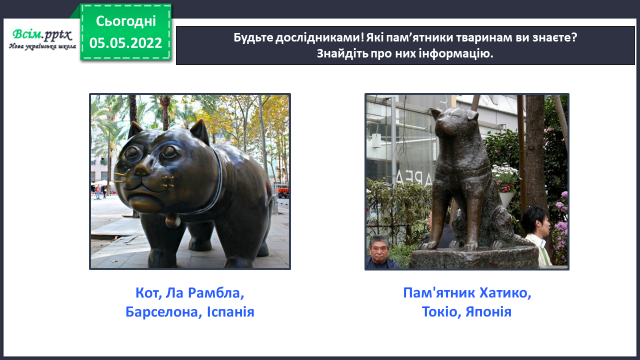 Всім.pptx
Нова українська школа
Сьогодні
05.05.2022
Будьте дослідниками! Які пам’ятники тваринам ви знаєте?
Знайдіть про них інформацію.
AREA
Кот, Ла Рамбла,
Барселона, Іспанія
Пам'ятник Хатико,
Токіо, Японія